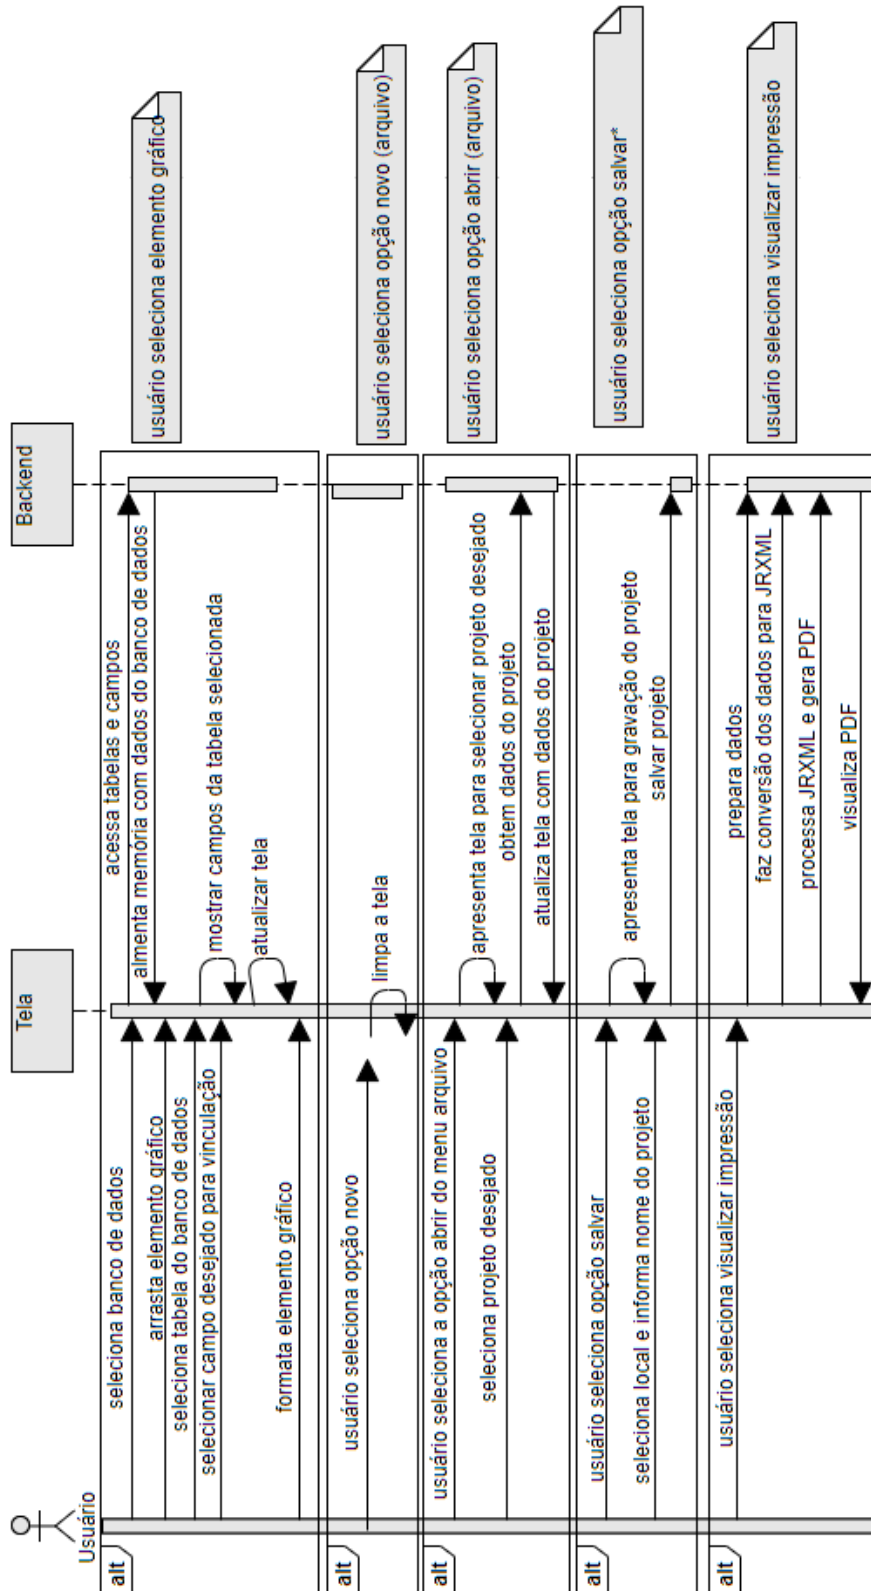 Usuário
Tela
Backend
alt
usuário seleciona elemento gráfico
seleciona banco de dados
acessa tabelas e campos
almenta memória com dados do banco de dados
arrasta elemento gráfico
seleciona tabela do banco de dados
selecionar campo desejado para vinculação
mostrar campos da tabela selecionada
atualizar tela
formata elemento gráfico
alt
usuário seleciona opção novo (arquivo)
usuário seleciona opção novo
limpa a tela
alt
usuário seleciona opção abrir (arquivo)
usuário seleciona a opção abrir do menu arquivo
apresenta tela para selecionar projeto desejado
seleciona projeto desejado
obtem dados do projeto
atualiza tela com dados do projeto
alt
usuário seleciona opção salvar*
usuário seleciona opção salvar
apresenta tela para gravação do projeto
seleciona local e informa nome do projeto
salvar projeto
alt
usuário seleciona visualizar impressão
usuário seleciona visualizar impressão
prepara dados
faz conversão dos dados para JRXML
processa JRXML e gera PDF
visualiza PDF